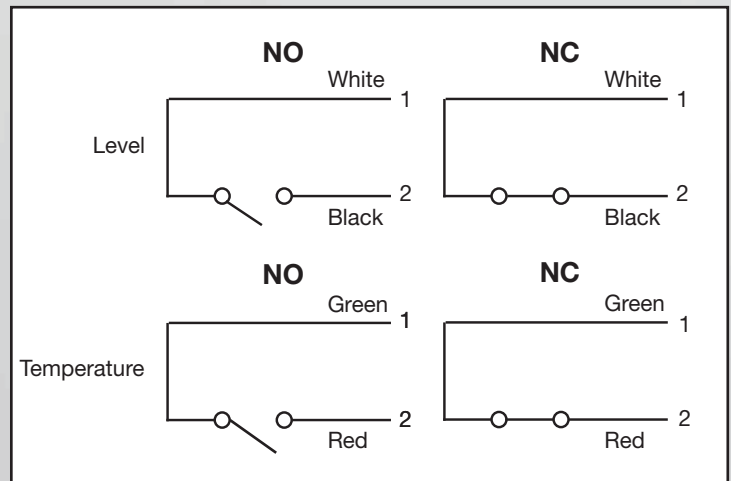 NO NC
White White
1 1
Level
2 2
Black Black
NO NC
Green Green
1 1
Temperature
2 2
Red Red